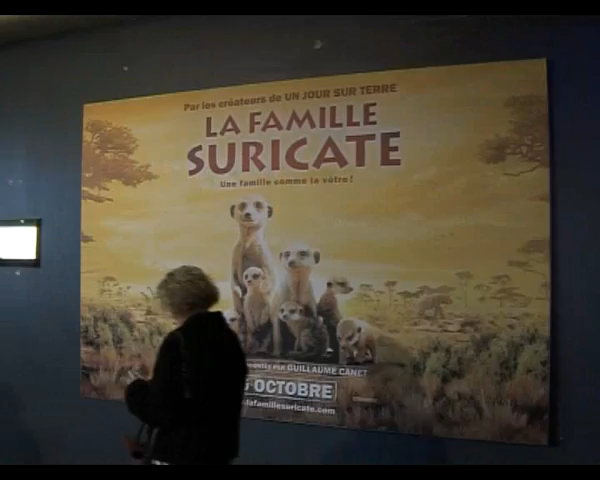 Par les créateurs de UN JOUR SUR TERRE
LA FAMILLE
SURICATE
Une famille comme la vôtre!
PAR GUILLAUME CANET
OCTOBRE
lafamillesuricate.com